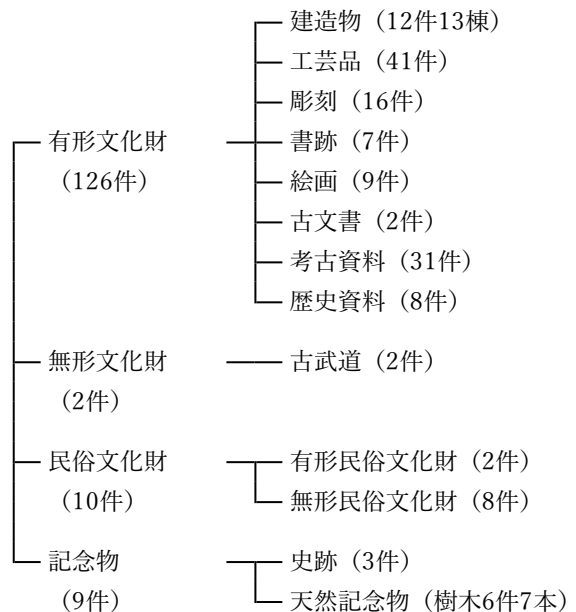 有形文化財
(126件)
建造物(12件13棟)
工芸品(41件)
彫刻(16件)
書跡(7件)
絵画(9件)
古文書(2件)
考古資料(31件)
歴史資料(8件)
無形文化財
(2件)
古武道(2件)
民俗文化財
(10件)
有形民俗文化財(2件)
無形民俗文化財(8件)
記念物
(9件)
史跡(3件)
天然記念物(樹木6件7本)